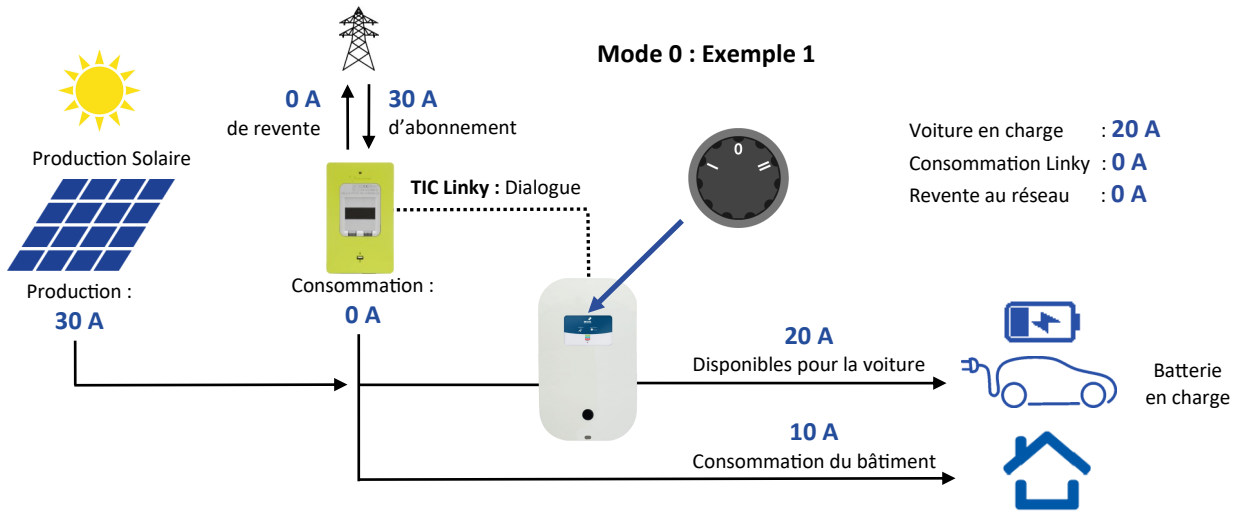 Mode 0 : Exemple 1
0 A
de revente
30 A
d'abonnement
Production Solaire
TIC Linky : Dialogue
I 0 II
Voiture en charge : 20 A
Consommation Linky : 0 A
Revente au réseau : 0 A
Production :
30 A
Consommation :
0 A
20 A
Disponibles pour la voiture
Batterie
en charge
10 A
Consommation du bâtiment